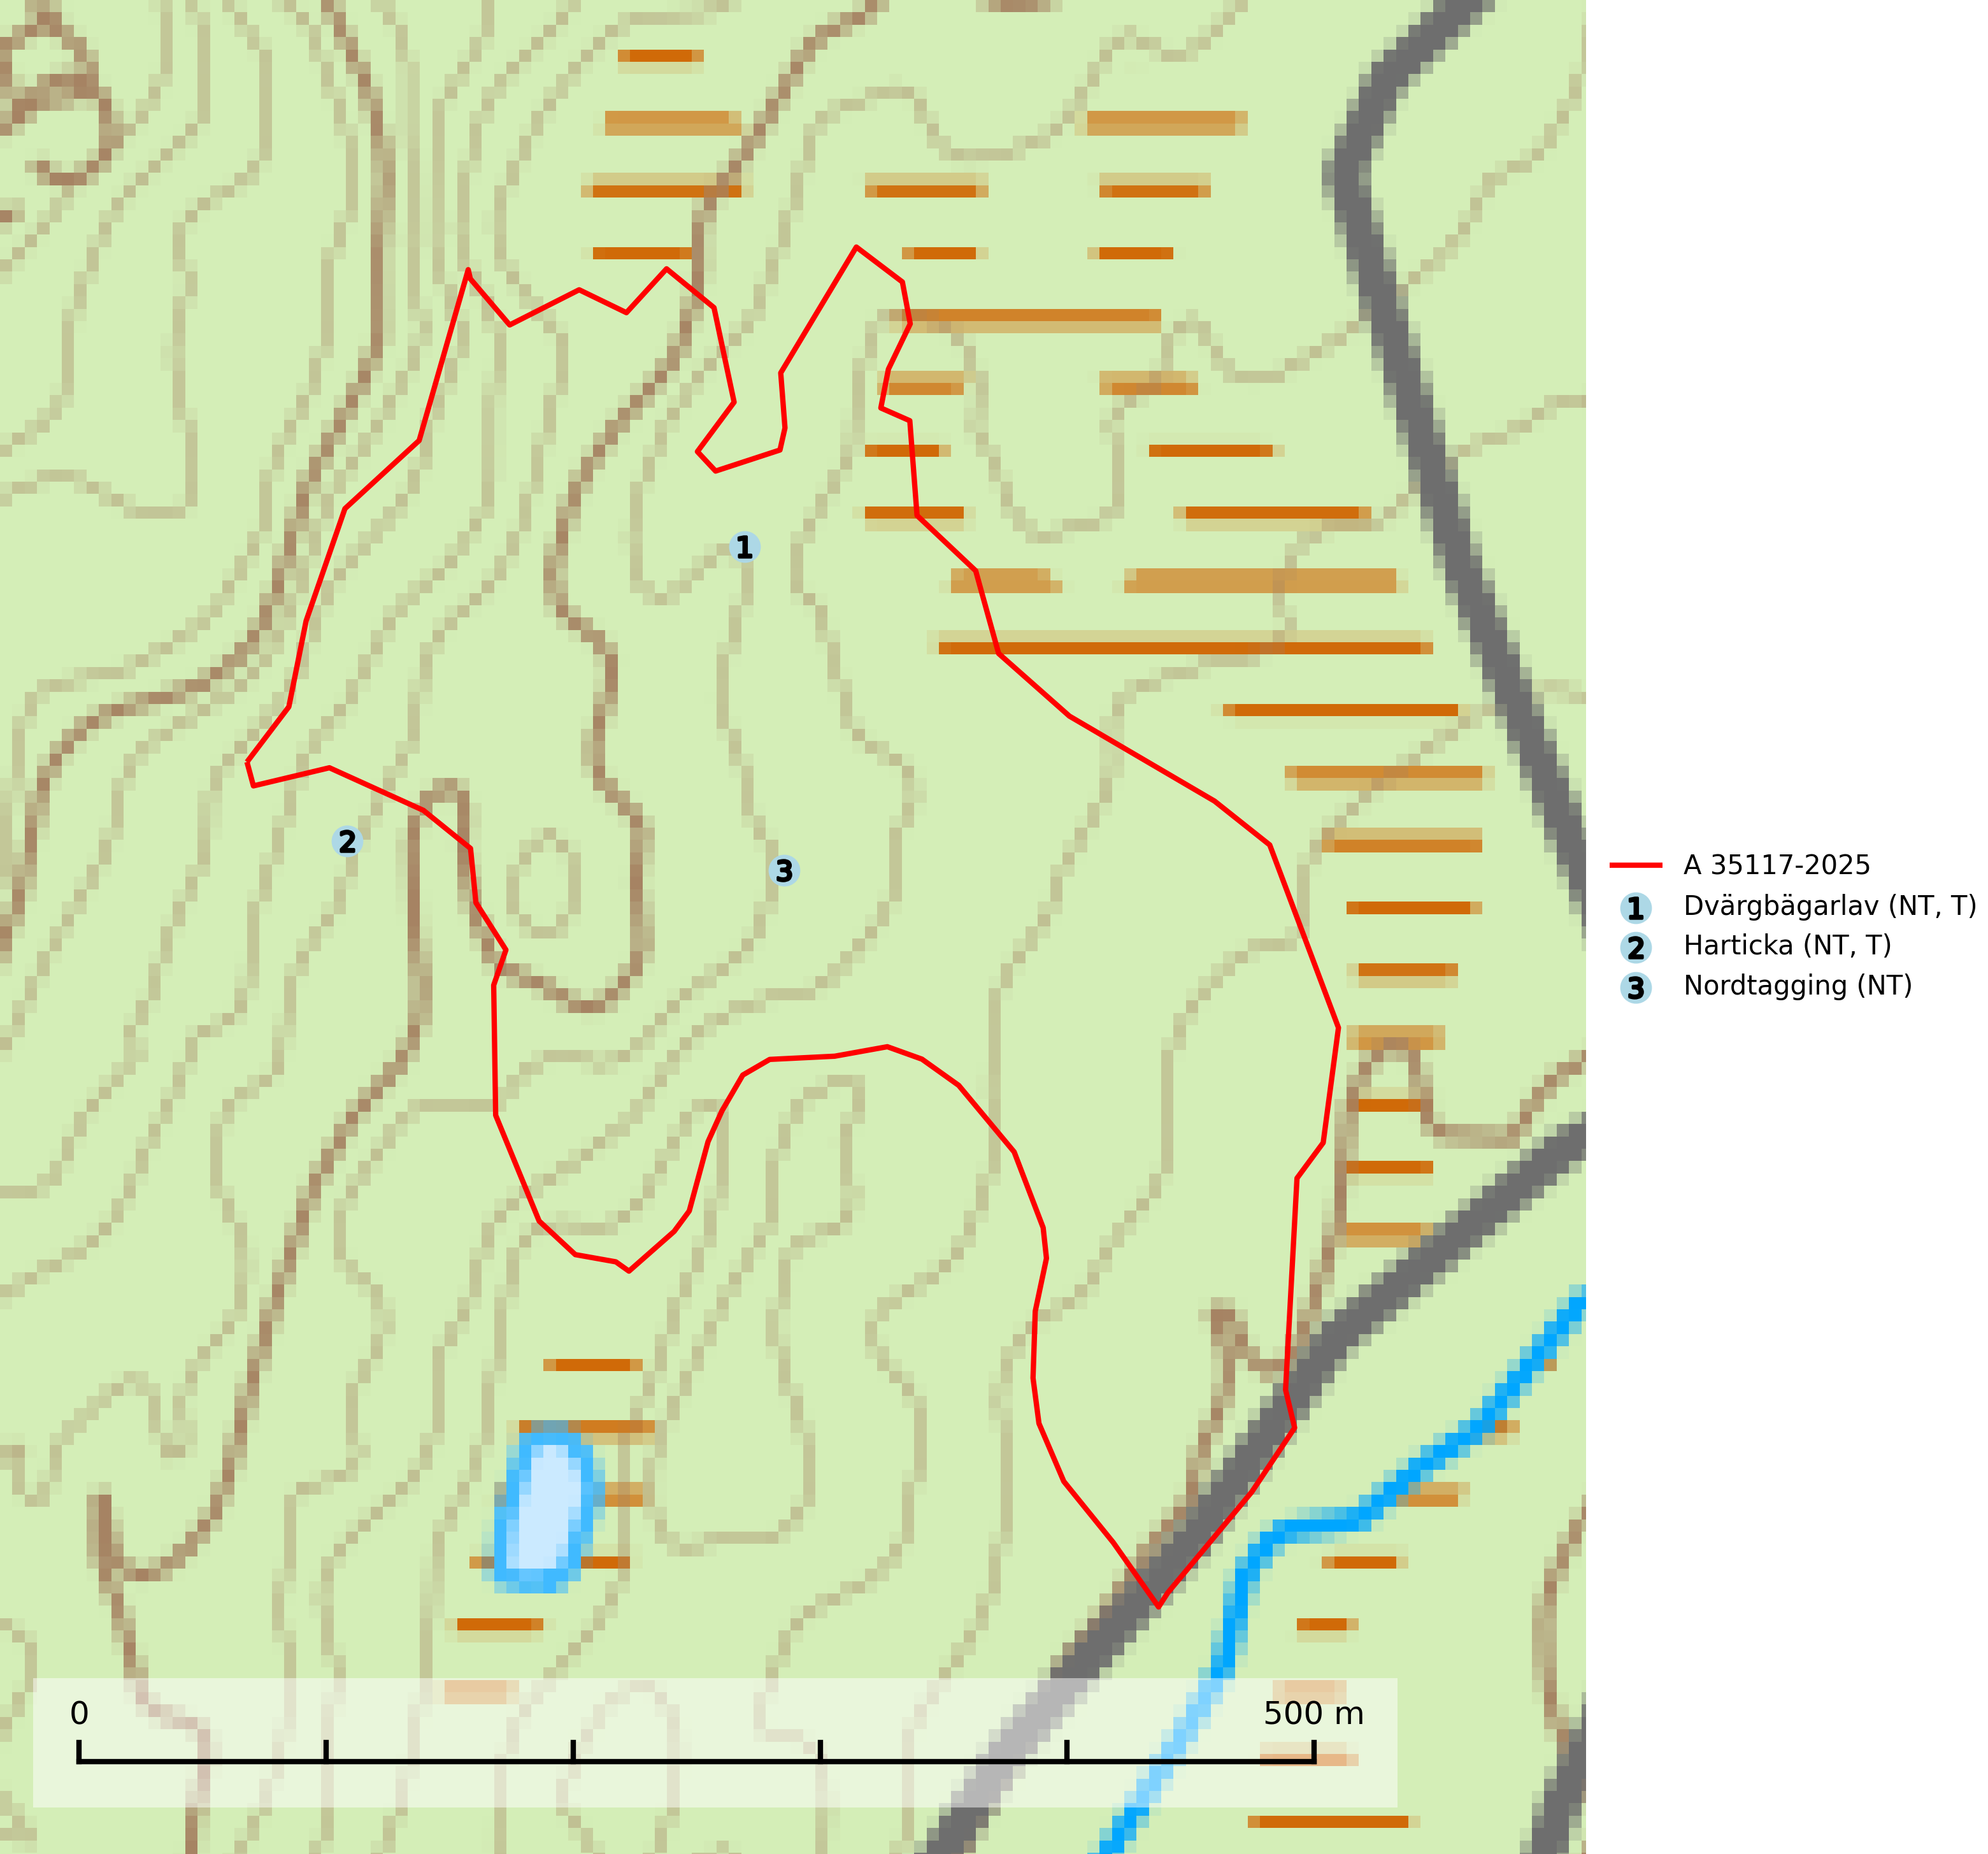 1
2
3
A 35117-2025
1 Dvärgbägarlav (NT, T)
2 Harticka (NT, T)
3 Nordtagging (NT)
0 500 m